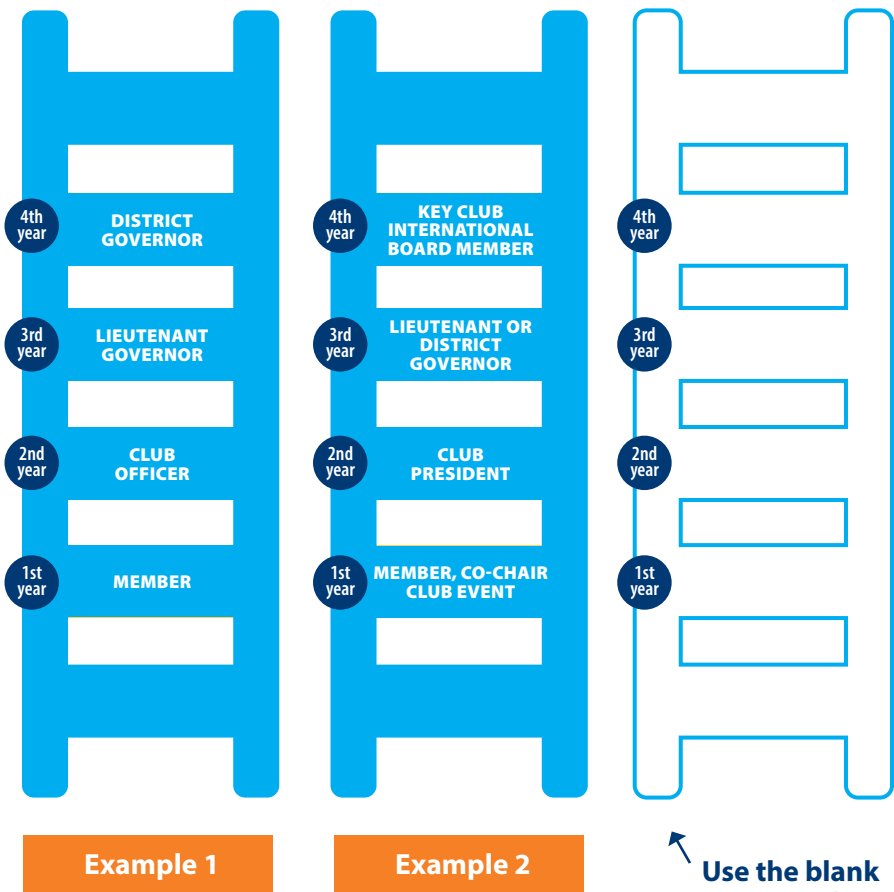 4th
year
DISTRICT
GOVERNOR
3rd
year
LIEUTENANT
GOVERNOR
2nd
year
CLUB
OFFICER
1st
year
MEMBER
Example 1
4th
year
KEY CLUB
INTERNATIONAL
BOARD MEMBER
3rd
year
LIEUTENANT OR
DISTRICT
GOVERNOR
2nd
year
CLUB
PRESIDENT
1st
year
MEMBER, CO-CHAIR
CLUB EVENT
Example 2
4th
year
3rd
year
2nd
year
1st
year
Use the blank